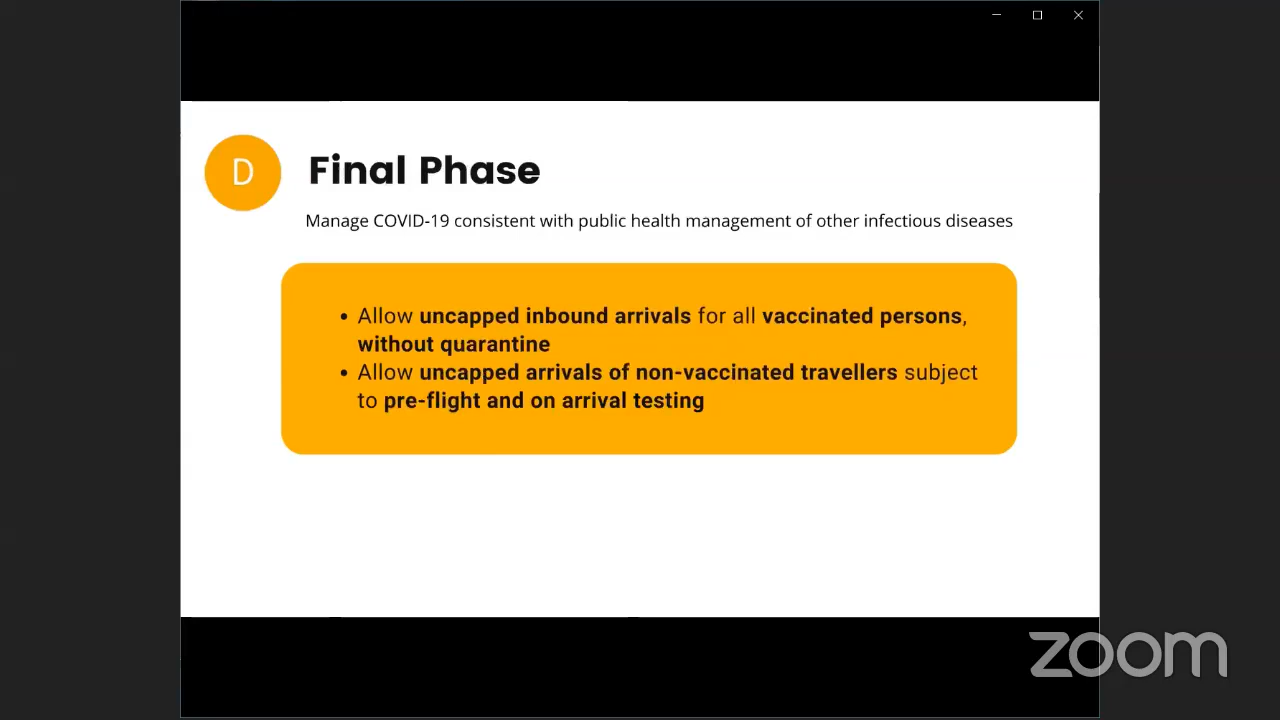 D
Final Phase
Manage COVID-19 consistent with public health management of other infectious diseases
• Allow uncapped inbound arrivals for all vaccinated persons,
without quarantine
• Allow uncapped arrivals of non-vaccinated travellers subject
to pre-flight and on arrival testing
zoom